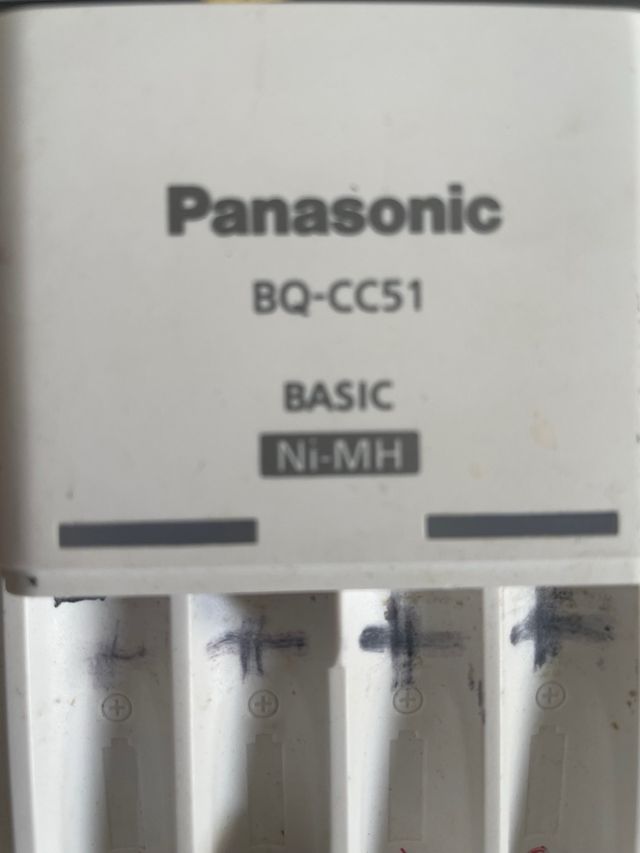 Panasonic
BQ-CC51
BASIC
Ni-MH
+ + + +
+ + + +